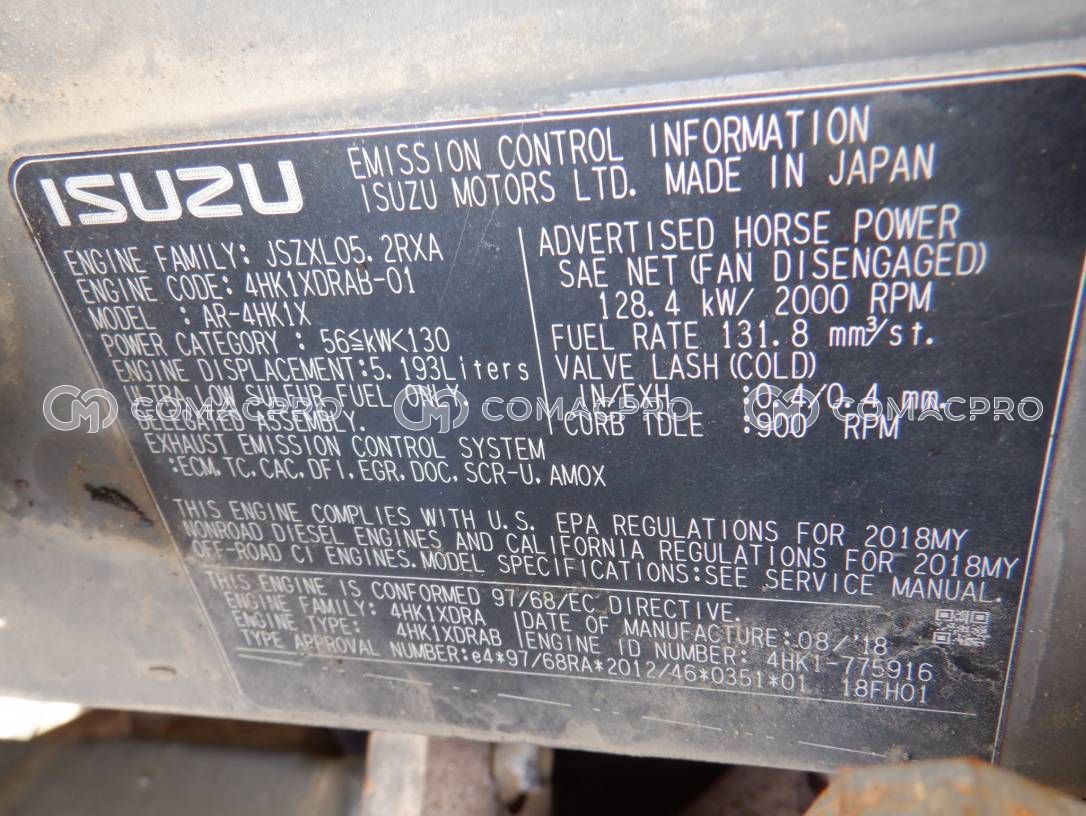 ISUZU
EMISSION CONTROL INFORMATION
ISUZU MOTORS LTD. MADE IN JAPAN
ENGINE FAMILY: JSZXL05.2RXA
ENGINE CODE: 4HK1XDRAB-01
MODEL : AR-4HK1X
POWER CATEGORY : 56≦kW<130
ENGINE DISPLACEMENT:5.193Liters
ULTRA LOW SULFUR FUEL ONLY.
DELEGATED ASSEMBLY.
EXHAUST EMISSION CONTROL SYSTEM
:ECM,TC,CAC,DFI,EGR,DOC,SCR-U,AMOX
ADVERTISED HORSE POWER
SAE NET(FAN DISENGAGED)
128.4 kW/ 2000 RPM
FUEL RATE 131.8 mm³/st.
VALVE LASH(COLD)
IN/EXH :0.4/0.4 mm.
CURB IDLE :900 RPM
COMACPRO COMACPRO COMACPRO
THIS ENGINE COMPLIES WITH U.S. EPA REGULATIONS FOR 2018MY
NONROAD DIESEL ENGINES AND CALIFORNIA REGULATIONS FOR 2018MY
OFF-ROAD CI ENGINES.MODEL SPECIFICATIONS:SEE SERVICE MANUAL.
THIS ENGINE IS CONFORMED 97/68/EC DIRECTIVE.
ENGINE FAMILY: 4HK1XDRA DATE OF MANUFACTURE:08/'18
ENGINE TYPE: 4HK1XDRAB ENGINE ID NUMBER: 4HK1-775916
TYPE APPROVAL NUMBER:e4*97/68RA*2012/46*0351*01 18FH01